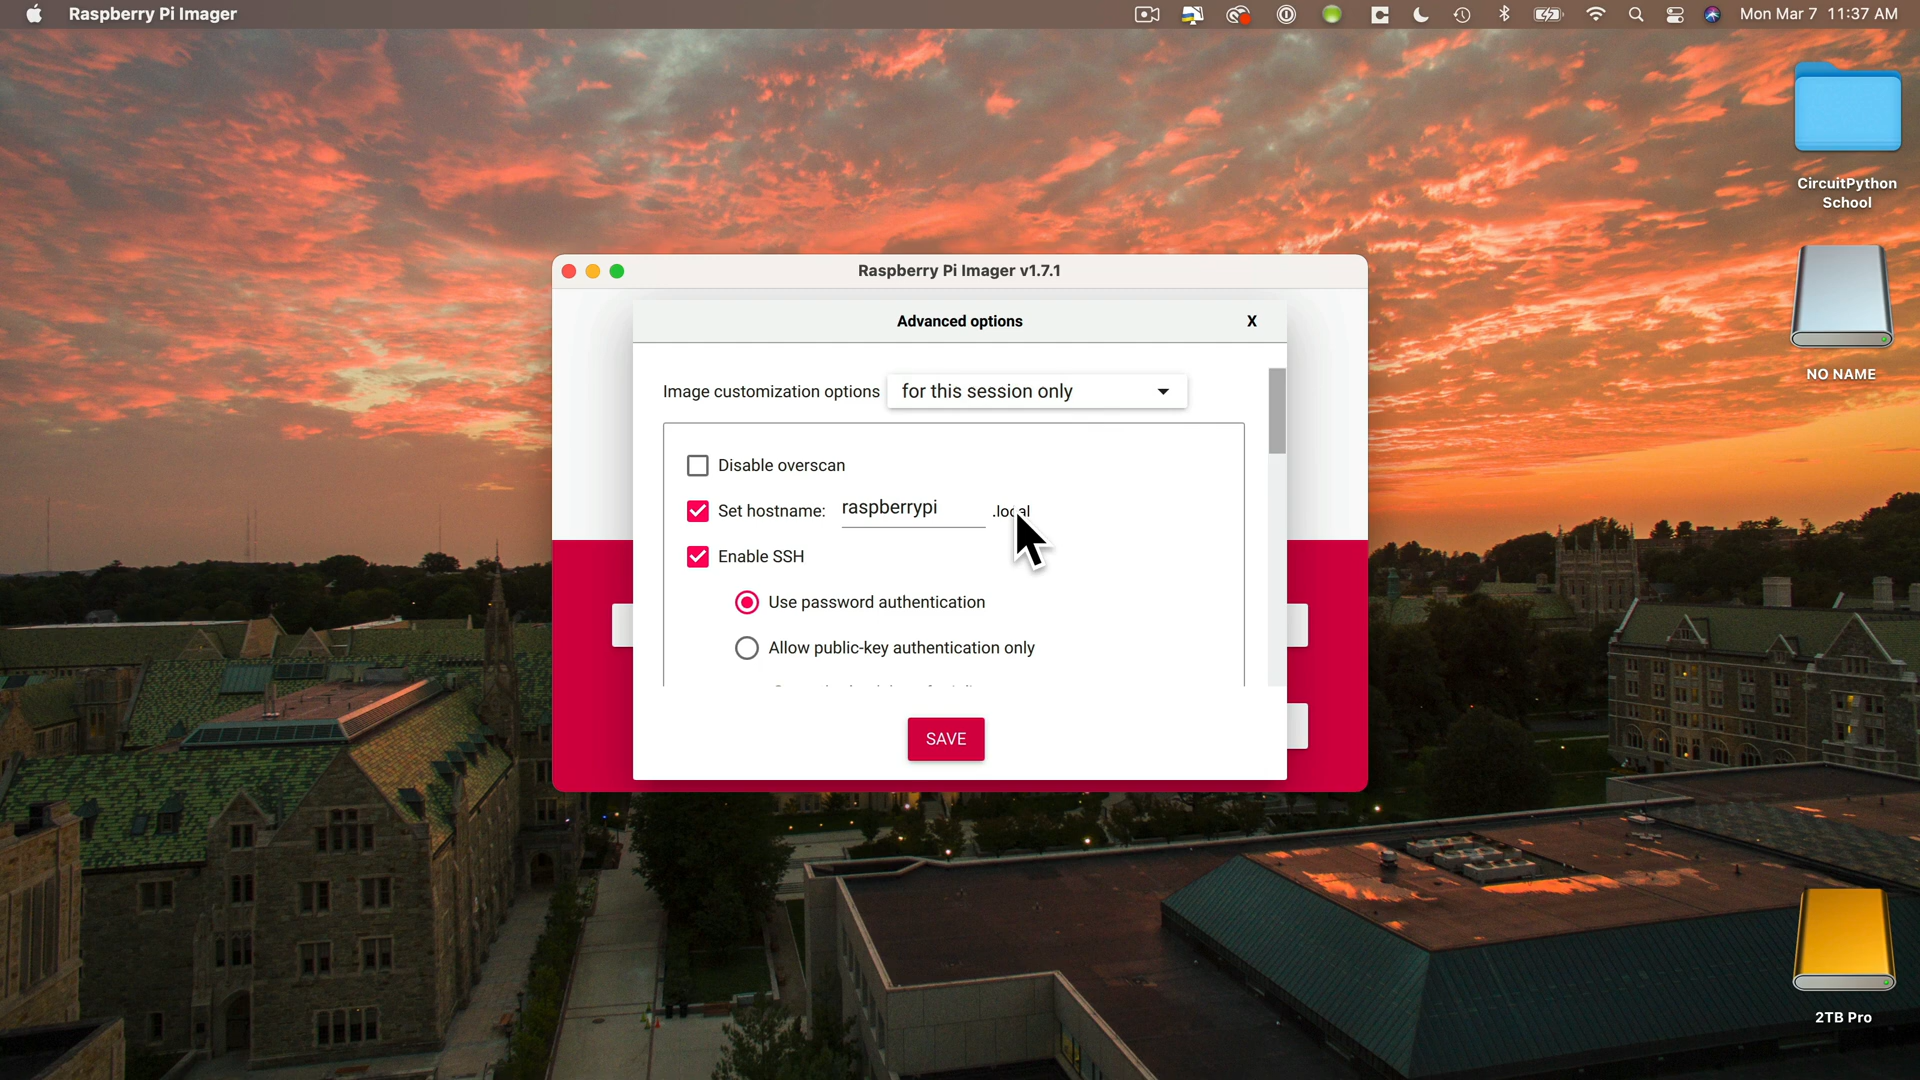 Raspberry Pi Imager
Mon Mar 7 11:37 AM
CircuitPython
School
NO NAME
Raspberry Pi Imager v1.7.1
Advanced options
X
Image customization options for this session only
Disable overscan
Set hostname: raspberrypi .local
Enable SSH
Use password authentication
Allow public-key authentication only
SAVE
2TB Pro